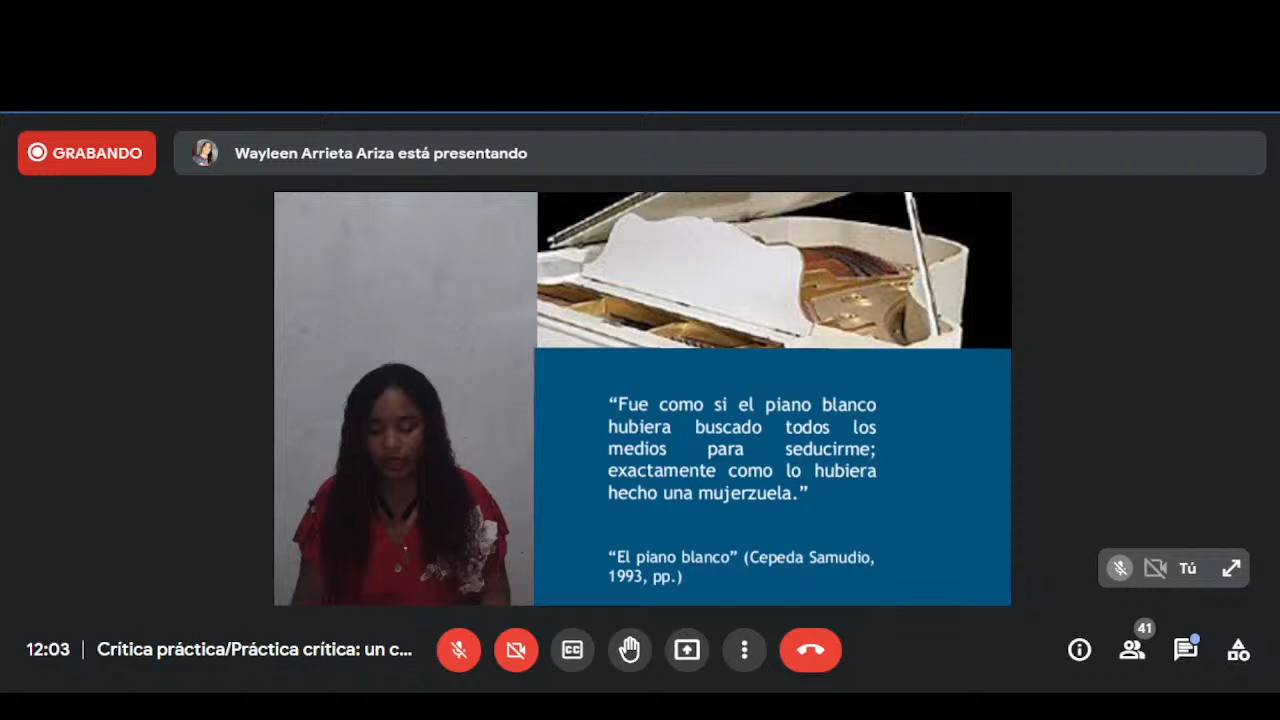 GRABANDO
Wayleen Arrieta Ariza está presentando
“Fue como si el piano blanco
hubiera buscado todos los
medios para seducirme;
exactamente como lo hubiera
hecho una mujerzuela.”
“El piano blanco” (Cepeda Samudio,
1993, pp.)
Tú
12:03
Crítica práctica/Práctica crítica: un c...
CC
41